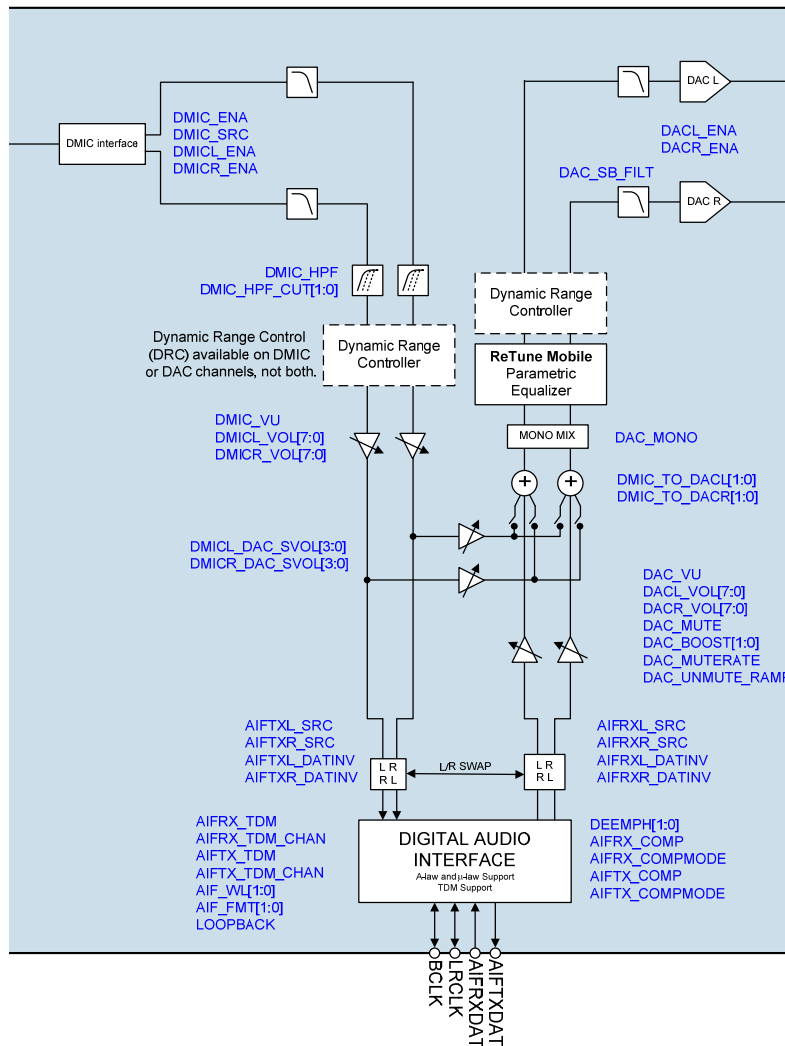 DAC L
DMIC_ENA
DMIC_SRC
DMICL_ENA
DMICR_ENA
DMIC interface
DACL_ENA
DACR_ENA
DAC_SB_FILT
DAC R
DMIC_HPF
DMIC_HPF_CUT[1:0]
Dynamic Range
Controller
Dynamic Range Control
(DRC) available on DMIC
or DAC channels, not both.
Dynamic Range
Controller
ReTune Mobile
Parametric
Equalizer
DMIC_VU
DMICL_VOL[7:0]
DMICR_VOL[7:0]
MONO MIX
DAC_MONO
+
+
DMIC_TO_DACL[1:0]
DMIC_TO_DACR[1:0]
DMICL_DAC_SVOL[3:0]
DMICR_DAC_SVOL[3:0]
DAC_VU
DACL_VOL[7:0]
DACR_VOL[7:0]
DAC_MUTE
DAC_BOOST[1:0]
DAC_MUTERATE
DAC_UNMUTE_RAMP
AIFTXL_SRC
AIFTXR_SRC
AIFTXL_DATINV
AIFTXR_DATINV
L R
R L
L/R SWAP
L R
R L
AIFRXL_SRC
AIFRXR_SRC
AIFRXL_DATINV
AIFRXR_DATINV
AIFRX_TDM
AIFRX_TDM_CHAN
AIFTX_TDM
AIFTX_TDM_CHAN
AIF_WL[1:0]
AIF_FMT[1:0]
LOOPBACK
DIGITAL AUDIO
INTERFACE
A-law and µ-law Support
TDM Support
DEEMPH[1:0]
AIFRX_COMP
AIFRX_COMPMODE
AIFTX_COMP
AIFTX_COMPMODE
BCLK
LRCLK
AIFRXDAT
AIFTXDAT